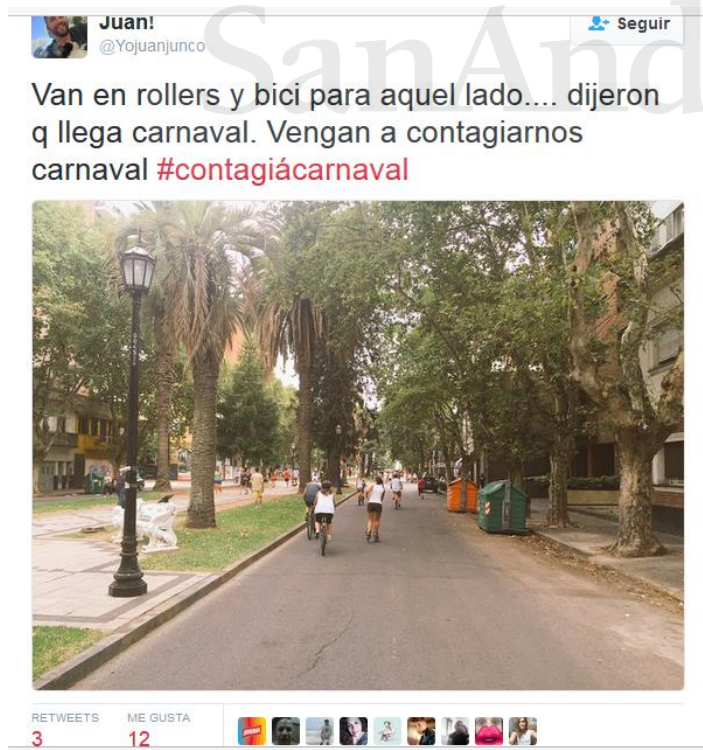 Juan!
Seguir
@Yojuanjunco
SanAnd
Van en rollers y bici para aquel lado.... dijeron
q llega carnaval. Vengan a contagiarnos
carnaval #contagiácarnaval
RETWEETS
ME GUSTA
3
12